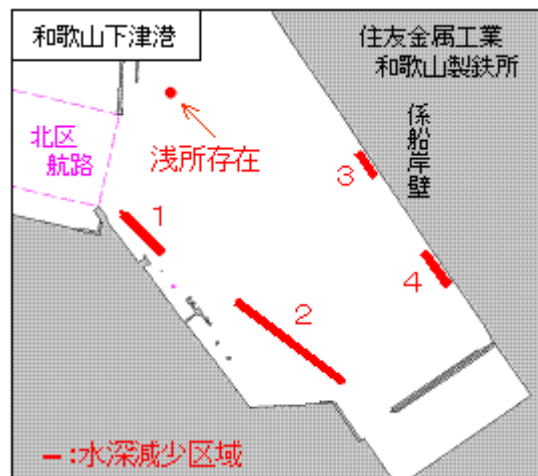 和歌山下津港
住友金属工業
和歌山製鉄所
係船岸壁
北区
航路
浅所存在
1
2
3
4
ー:水深減少区域